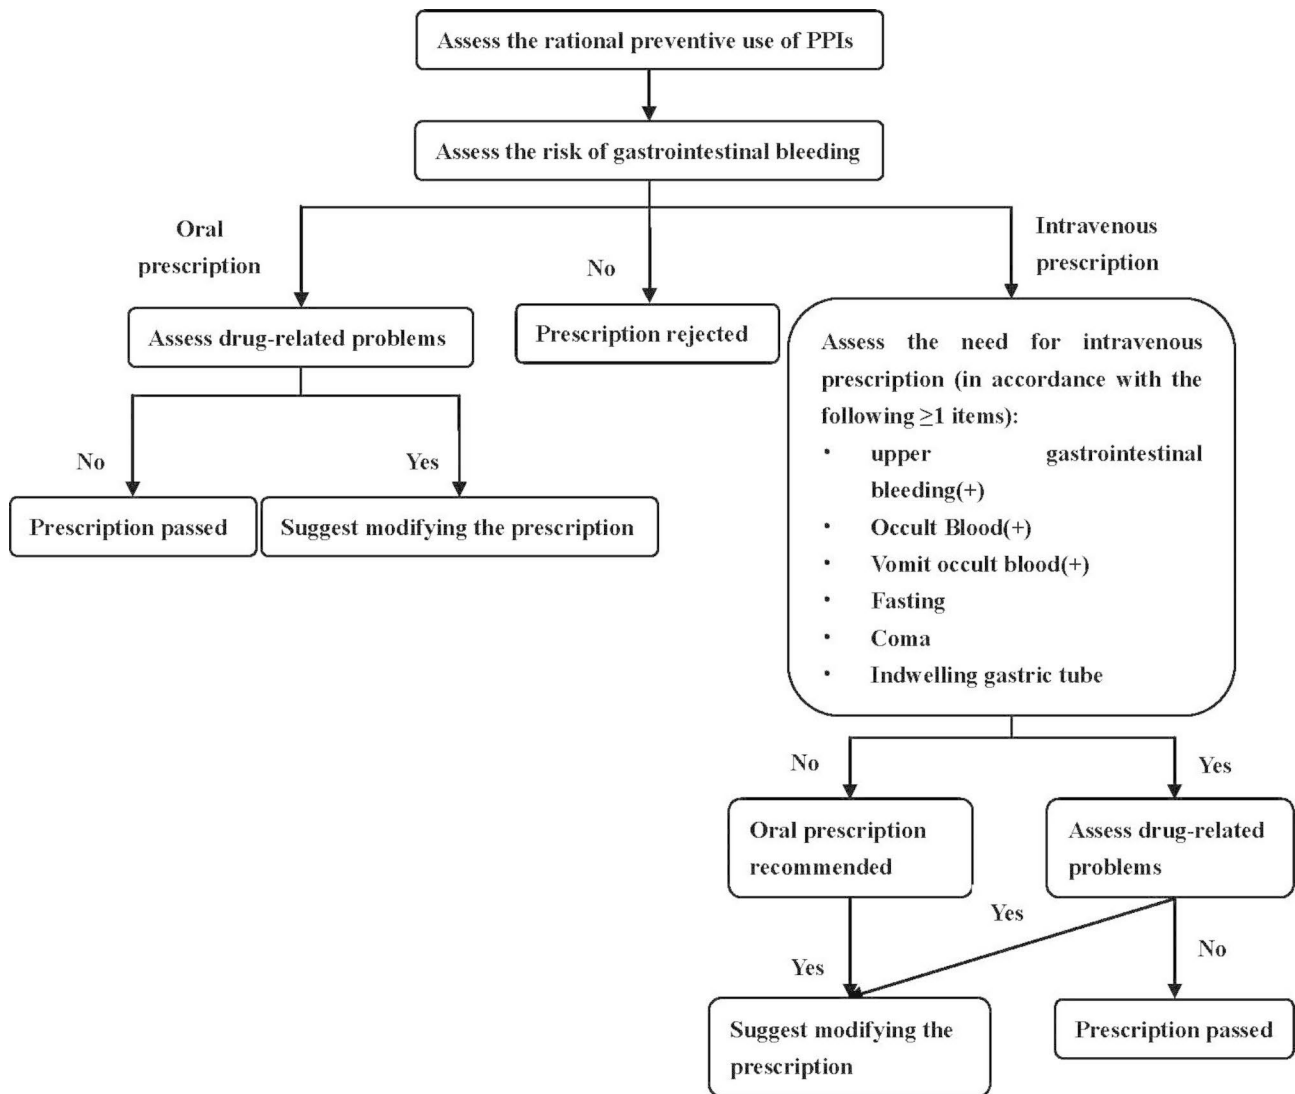 Assess the rational preventive use of PPIs
Assess the risk of gastrointestinal bleeding
Oral
prescription
No
Intravenous
prescription
Assess drug-related problems
Prescription rejected
Assess the need for intravenous
prescription (in accordance with the
following ≥1 items):
• upper gastrointestinal
bleeding(+)
• Occult Blood(+)
• Vomit occult blood(+)
• Fasting
• Coma
• Indwelling gastric tube
No
Yes
Prescription passed
Suggest modifying the prescription
No
Yes
Oral prescription
recommended
Assess drug-related
problems
Yes
Yes
No
Suggest modifying the
prescription
Prescription passed